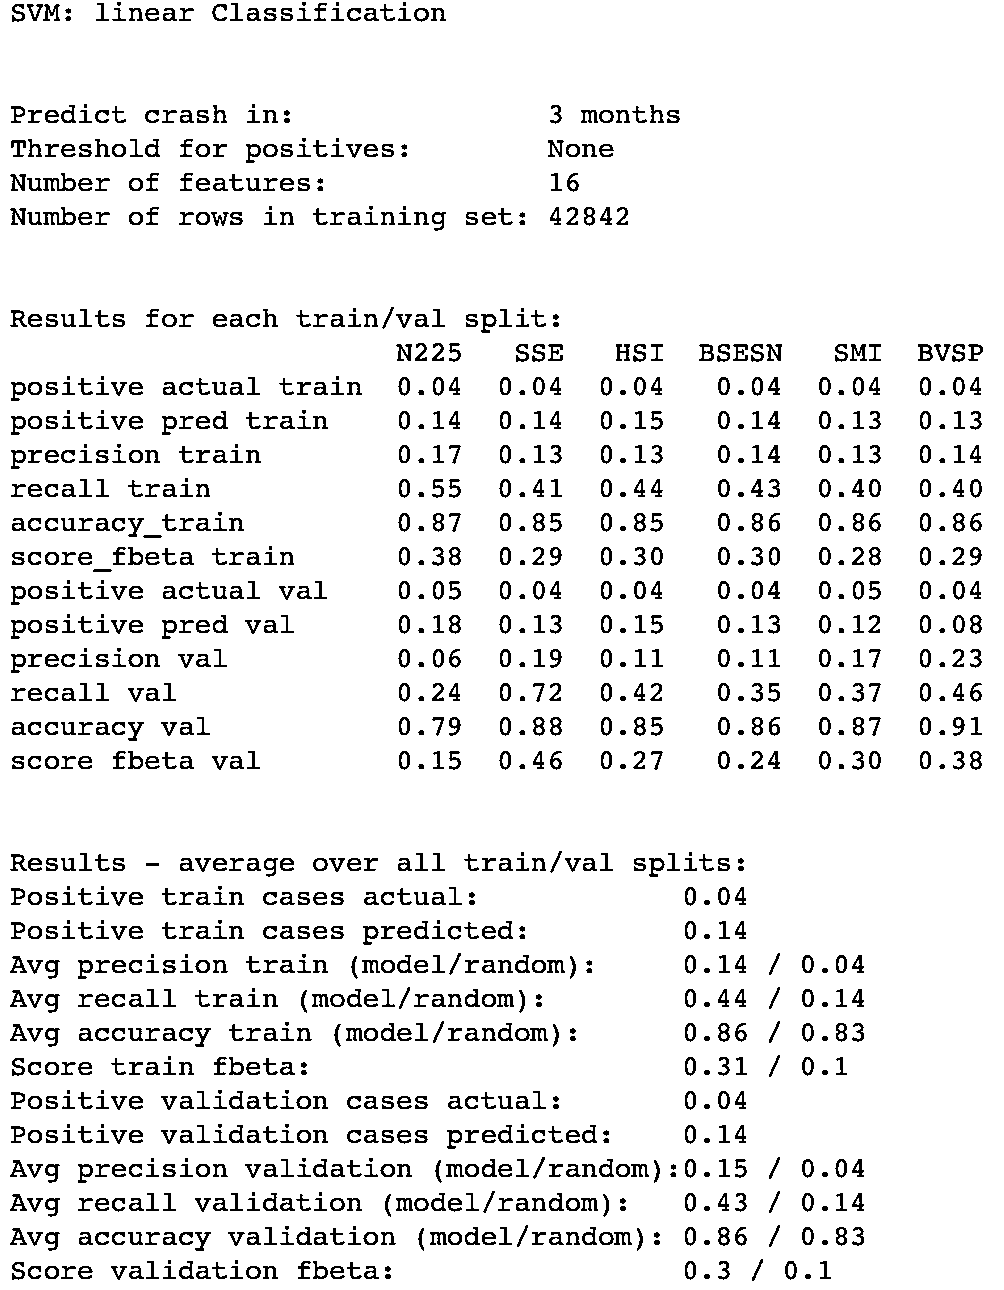 SVM: linear Classification
Predict crash in: 3 months
Threshold for positives: None
Number of features: 16
Number of rows in training set: 42842
Results for each train/val split:
N225 SSE HSI BSESN SMI BVSP
positive actual train 0.04 0.04 0.04 0.04 0.04 0.04
positive pred train 0.14 0.14 0.15 0.14 0.13 0.13
precision train 0.17 0.13 0.13 0.14 0.13 0.14
recall train 0.55 0.41 0.44 0.43 0.40 0.40
accuracy_train 0.87 0.85 0.85 0.86 0.86 0.86
score_fbeta train 0.38 0.29 0.30 0.30 0.28 0.29
positive actual val 0.05 0.04 0.04 0.04 0.05 0.04
positive pred val 0.18 0.13 0.15 0.13 0.12 0.08
precision val 0.06 0.19 0.11 0.11 0.17 0.23
recall val 0.24 0.72 0.42 0.35 0.37 0.46
accuracy val 0.79 0.88 0.85 0.86 0.87 0.91
score fbeta val 0.15 0.46 0.27 0.24 0.30 0.38
Results - average over all train/val splits:
Positive train cases actual: 0.04
Positive train cases predicted: 0.14
Avg precision train (model/random): 0.14 / 0.04
Avg recall train (model/random): 0.44 / 0.14
Avg accuracy train (model/random): 0.86 / 0.83
Score train fbeta: 0.31 / 0.1
Positive validation cases actual: 0.04
Positive validation cases predicted: 0.14
Avg precision validation (model/random):0.15 / 0.04
Avg recall validation (model/random): 0.43 / 0.14
Avg accuracy validation (model/random): 0.86 / 0.83
Score validation fbeta: 0.3 / 0.1